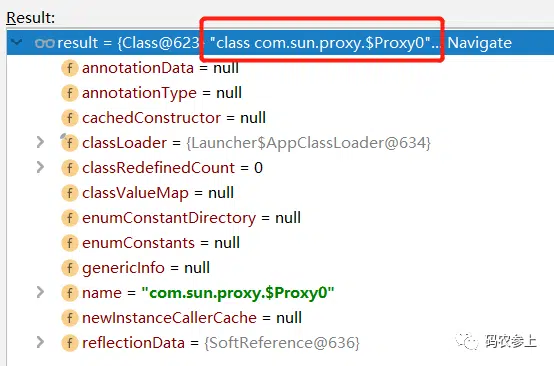 Result:
result = {Class@623} "class com.sun.proxy.$Proxy0"... Navigate
annotationData = null
annotationType = null
cachedConstructor = null
classLoader = {Launcher$AppClassLoader@634}
classRedefinedCount = 0
classValueMap = null
enumConstantDirectory = null
enumConstants = null
genericInfo = null
name = "com.sun.proxy.$Proxy0"
newInstanceCallerCache = null
reflectionData = {SoftReference@636}
码农参上